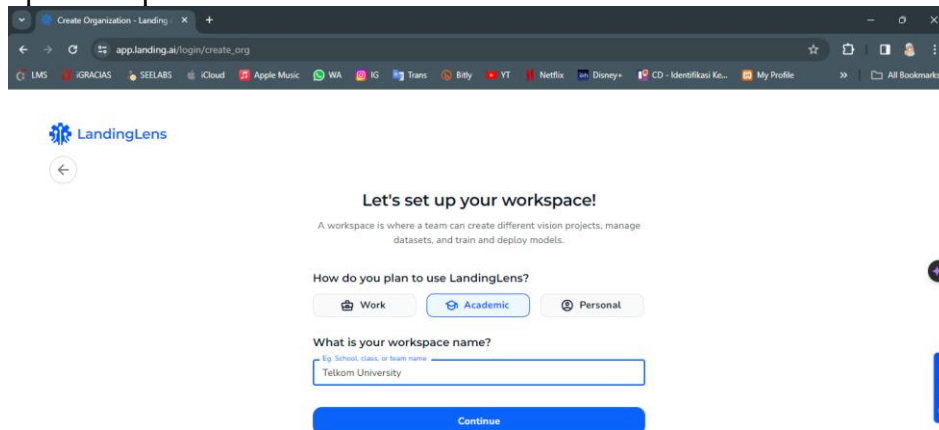 Create Organization - Landing
app.landing.ai/login/create_org
LMS iGRACIAS SEELABS iCloud Apple Music WA IG Trans Bitly YT Netflix Disney+ CD - Identifikasi Ke... My Profile » All Bookmarks
LandingLens
Let's set up your workspace!
A workspace is where a team can create different vision projects, manage
datasets, and train and deploy models.
How do you plan to use LandingLens?
Work Academic Personal
What is your workspace name?
Eg. School, class, or team name
Telkom University
Continue